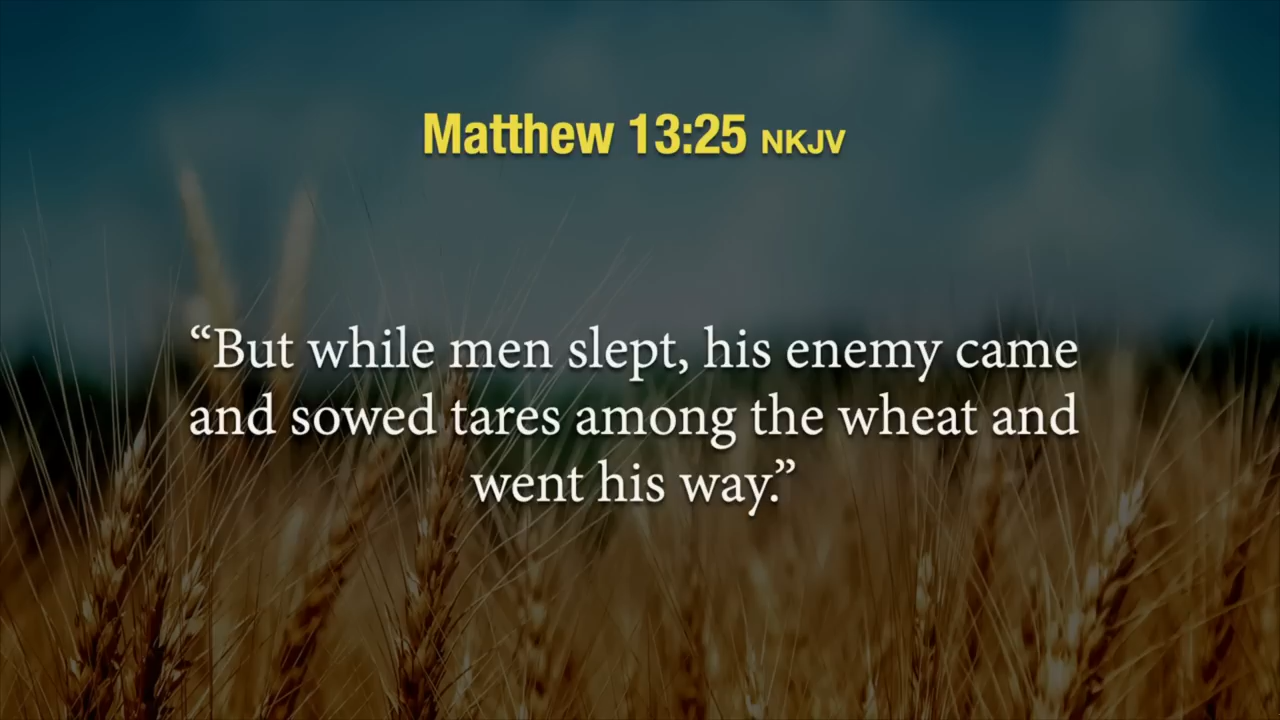 Matthew 13:25 NKJV
“But while men slept, his enemy came
and sowed tares among the wheat and
went his way.”